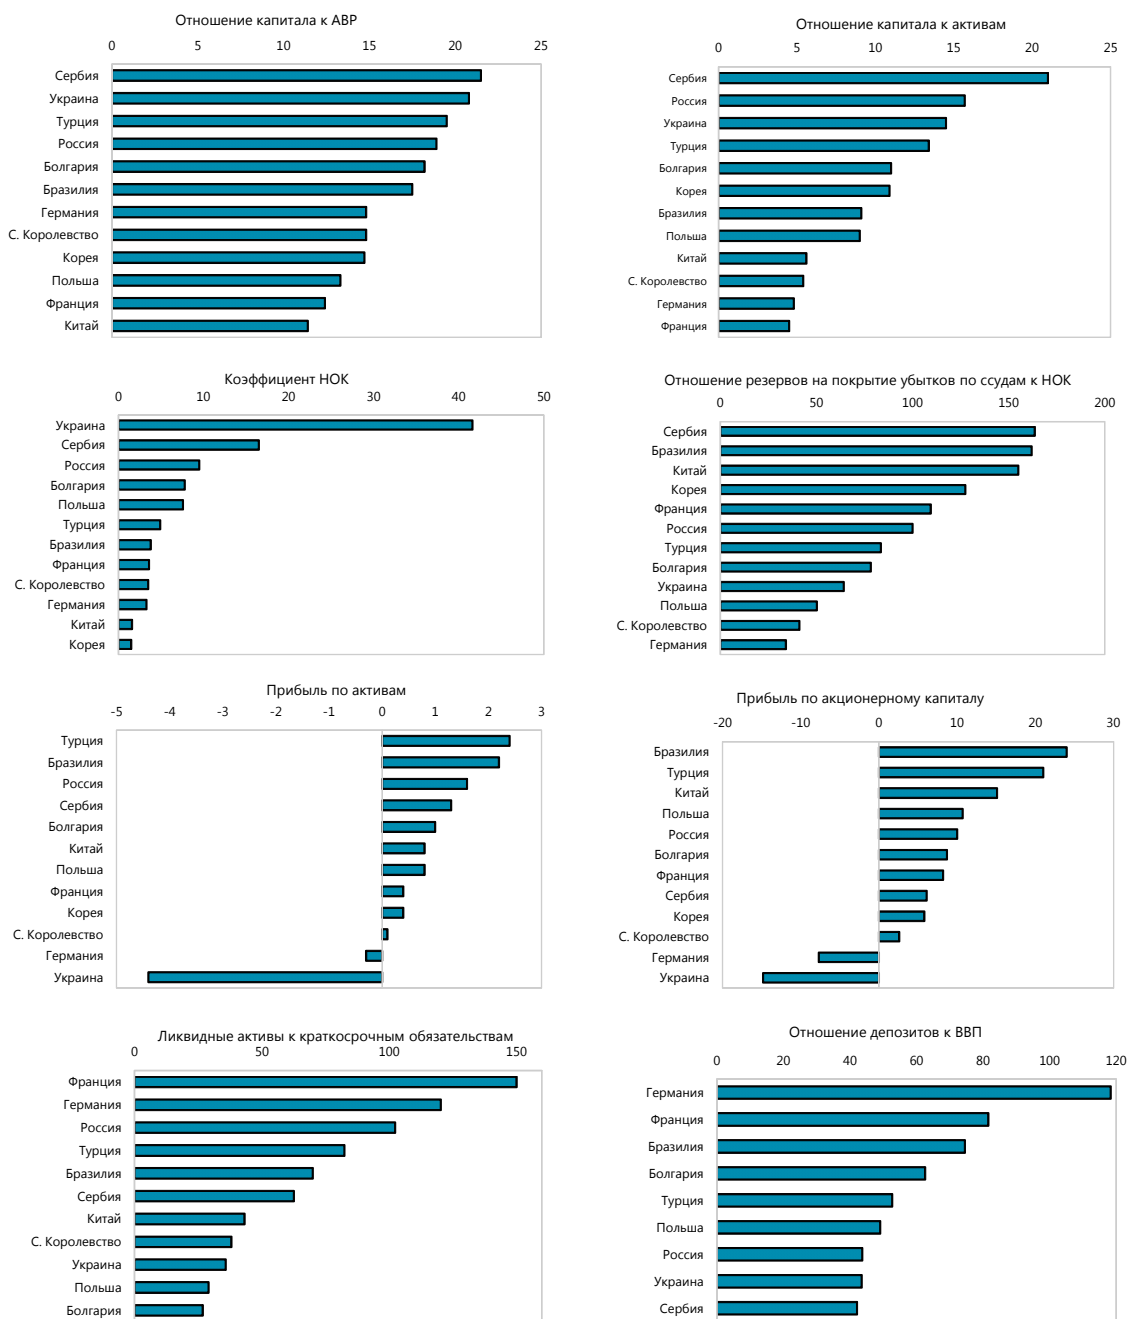 Отношение капитала к АВР
0 5 10 15 20 25
Сербия
Украина
Турция
Россия
Болгария
Бразилия
Германия
С. Королевство
Корея
Польша
Франция
Китай
Отношение капитала к активам
0 5 10 15 20 25
Сербия
Россия
Украина
Турция
Болгария
Корея
Бразилия
Польша
Китай
С. Королевство
Германия
Франция
Коэффициент НОК
0 10 20 30 40 50
Украина
Сербия
Россия
Болгария
Польша
Турция
Бразилия
Франция
С. Королевство
Германия
Китай
Корея
Отношение резервов на покрытие убытков по ссудам к НОК
0 50 100 150 200
Сербия
Бразилия
Китай
Корея
Франция
Россия
Турция
Болгария
Украина
Польша
С. Королевство
Германия
Прибыль по активам
-5 -4 -3 -2 -1 0 1 2 3
Турция
Бразилия
Россия
Сербия
Болгария
Китай
Польша
Франция
Корея
С. Королевство
Германия
Украина
Прибыль по акционерному капиталу
-20 -10 0 10 20 30
Бразилия
Турция
Китай
Польша
Россия
Болгария
Франция
Сербия
Корея
С. Королевство
Германия
Украина
Ликвидные активы к краткосрочным обязательствам
0 50 100 150
Франция
Германия
Россия
Турция
Бразилия
Сербия
Китай
С. Королевство
Украина
Польша
Болгария
Отношение депозитов к ВВП
0 20 40 60 80 100 120
Германия
Франция
Бразилия
Болгария
Турция
Польша
Россия
Украина
Сербия